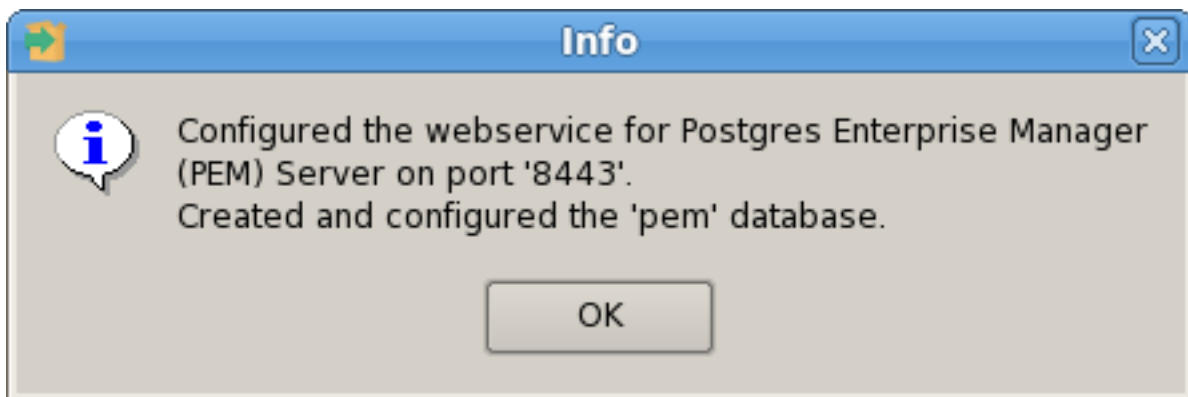 Info
Configured the webservice for Postgres Enterprise Manager
(PEM) Server on port '8443'.
Created and configured the 'pem' database.
OK